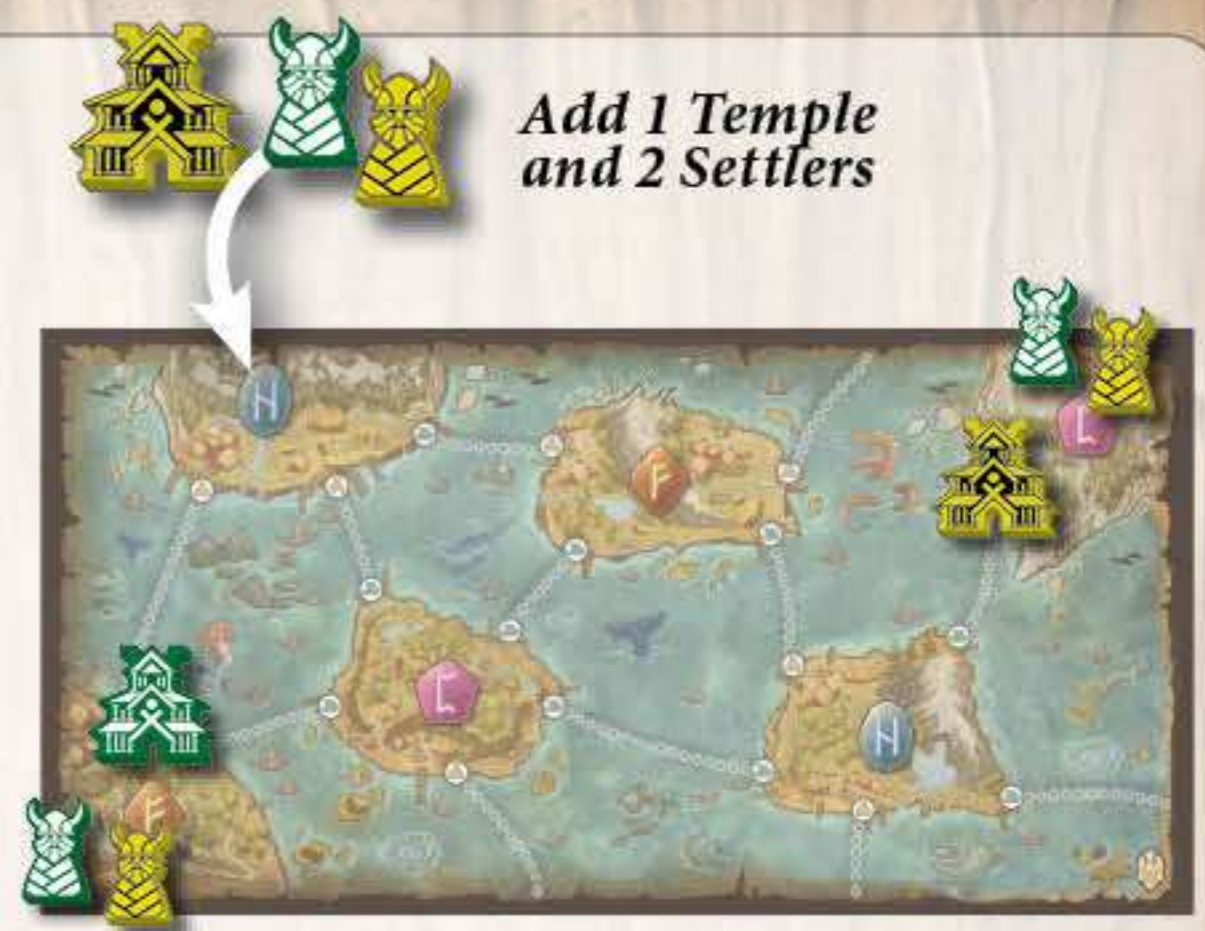 Add 1 Temple
and 2 Settlers
ᚺ
ᚠ
ᛈ
ᛈ
ᚺ
ᚠ